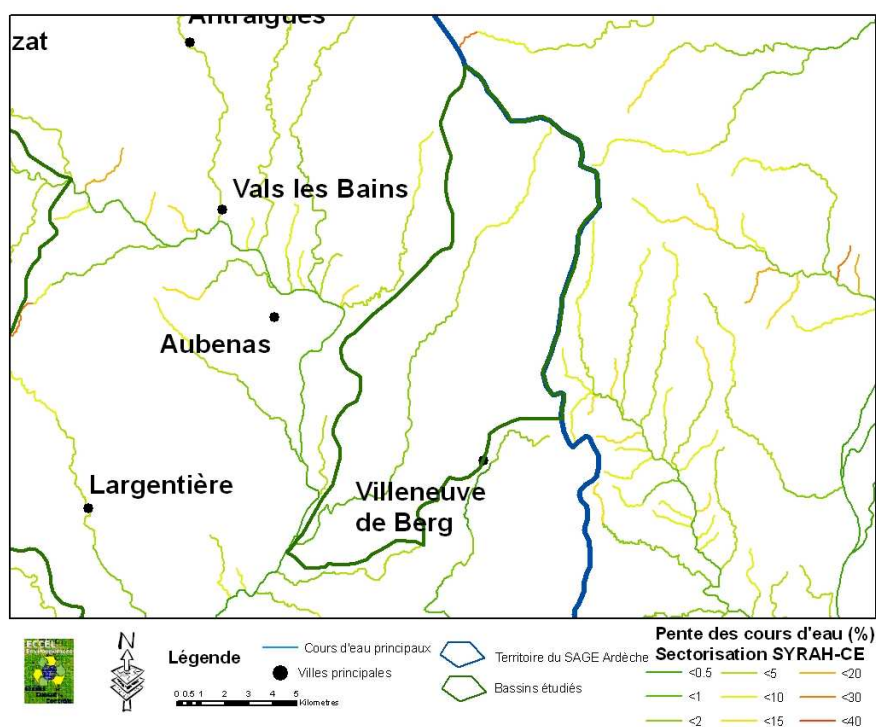 Antraigues
zat
Vals les Bains
Aubenas
Largentière
Villeneuve
de Berg
N
Légende
0 0.5 1 2 3 4 5
Kilometres
Cours d'eau principaux
Villes principales
Territoire du SAGE Ardèche
Bassins étudiés
Pente des cours d'eau (%)
Sectorisation SYRAH-CE
<0.5 <5 <20
<1 <10 <30
<2 <15 <40
ECCEL